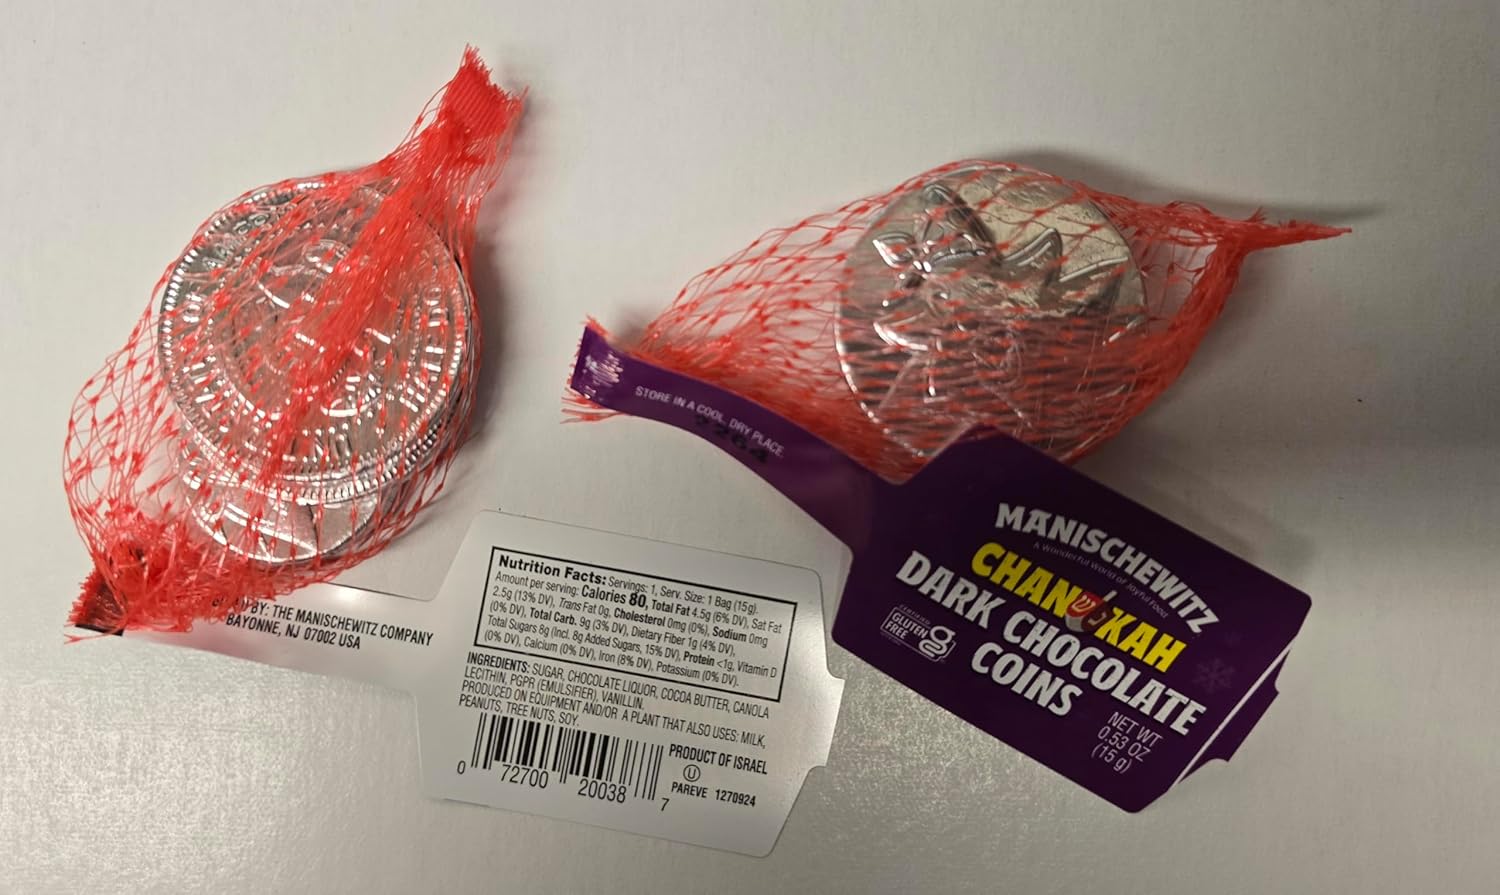 BY: THE MANISCHEWITZ COMPANY
BAYONNE, NJ 07002 USA
Nutrition Facts: Servings: 1, Serv. Size: 1 Bag (15g).
Amount per serving: Calories 80, Total Fat 4.5g (6% DV), Sat Fat
2.5g (13% DV), Trans Fat 0g, Cholesterol 0mg (0%), Sodium 0mg
(0% DV), Total Carb. 9g (3% DV), Dietary Fiber 1g (4% DV),
Total Sugars 8g (Incl. 8g Added Sugars, 15% DV), Protein <1g, Vitamin D
(0% DV), Calcium (0% DV), Iron (8% DV), Potassium (0% DV).
INGREDIENTS: SUGAR, CHOCOLATE LIQUOR, COCOA BUTTER, CANOLA
LECITHIN, PGPR (EMULSIFIER), VANILLIN.
PRODUCED ON EQUIPMENT AND/OR A PLANT THAT ALSO USES: MILK,
PEANUTS, TREE NUTS, SOY.
0 72700 20038 7
PRODUCT OF ISRAEL
U
PAREVE 1270924
STORE IN A COOL, DRY PLACE.
MANISCHEWITZ
A Wonderful World of Joyful Food
CHANUKAH
DARK CHOCOLATE
COINS
CERTIFIED
GLUTEN
FREE
NET WT
0.53 OZ
(15 g)